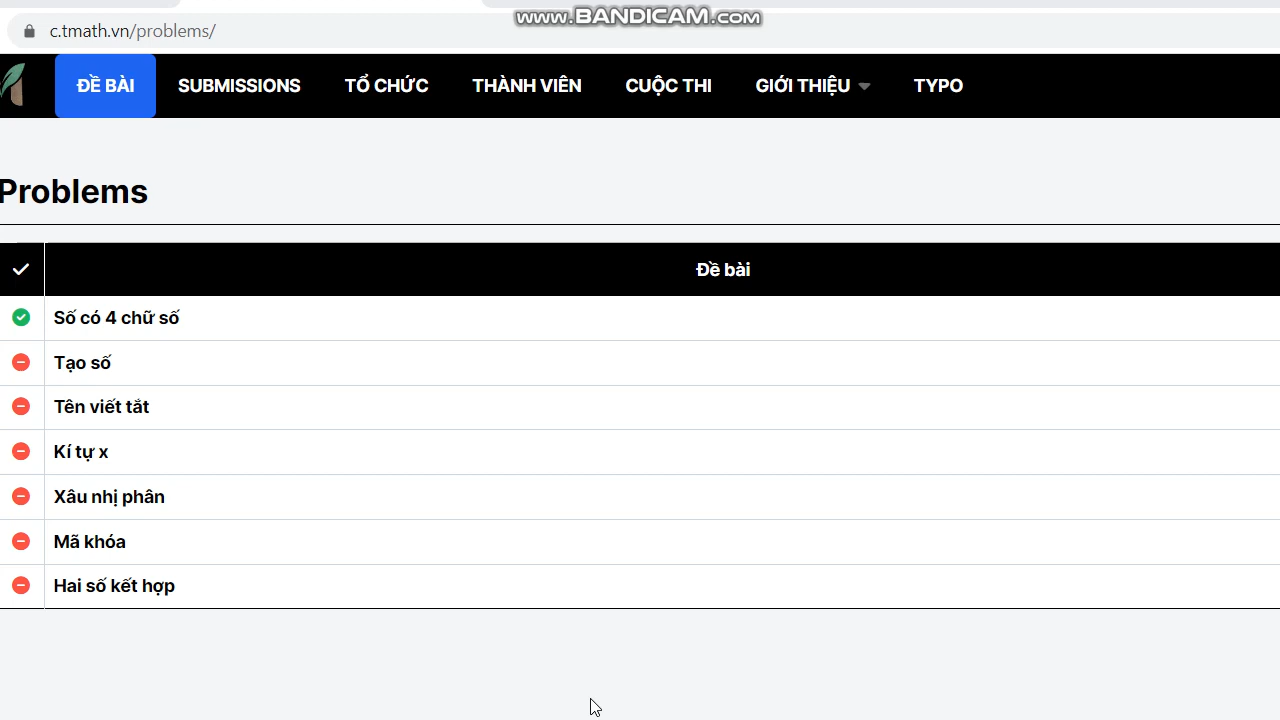 www.BANDICAM.com
c.tmath.vn/problems/
ĐỀ BÀI SUBMISSIONS TỔ CHỨC THÀNH VIÊN CUỘC THI GIỚI THIỆU TYPO
Problems
Đề bài
Số có 4 chữ số
Tạo số
Tên viết tắt
Kí tự x
Xâu nhị phân
Mã khóa
Hai số kết hợp